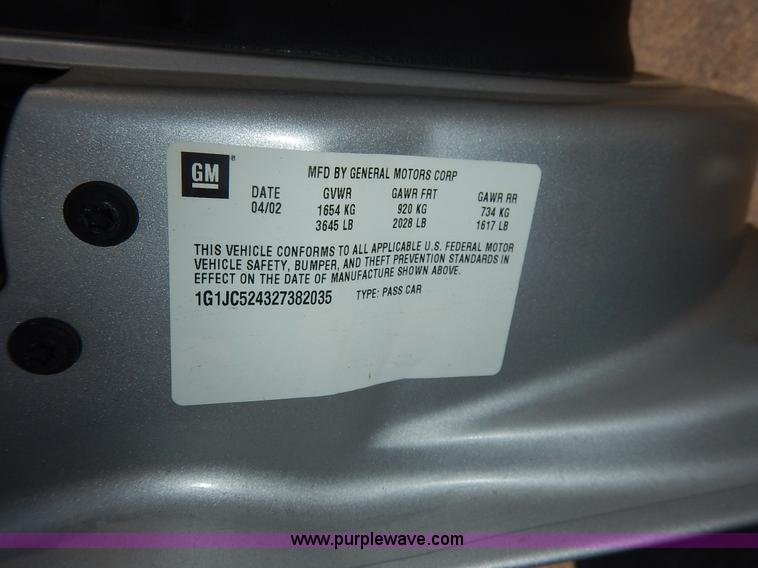 GM
MFD BY GENERAL MOTORS CORP
DATE GVWR GAWR FRT GAWR RR
04/02 1654 KG 920 KG 734 KG
3645 LB 2028 LB 1617 LB
THIS VEHICLE CONFORMS TO ALL APPLICABLE U.S. FEDERAL MOTOR
VEHICLE SAFETY, BUMPER, AND THEFT PREVENTION STANDARDS IN
EFFECT ON THE DATE OF MANUFACTURE SHOWN ABOVE.
1G1JC524327382035 TYPE: PASS CAR
www.purplewave.com